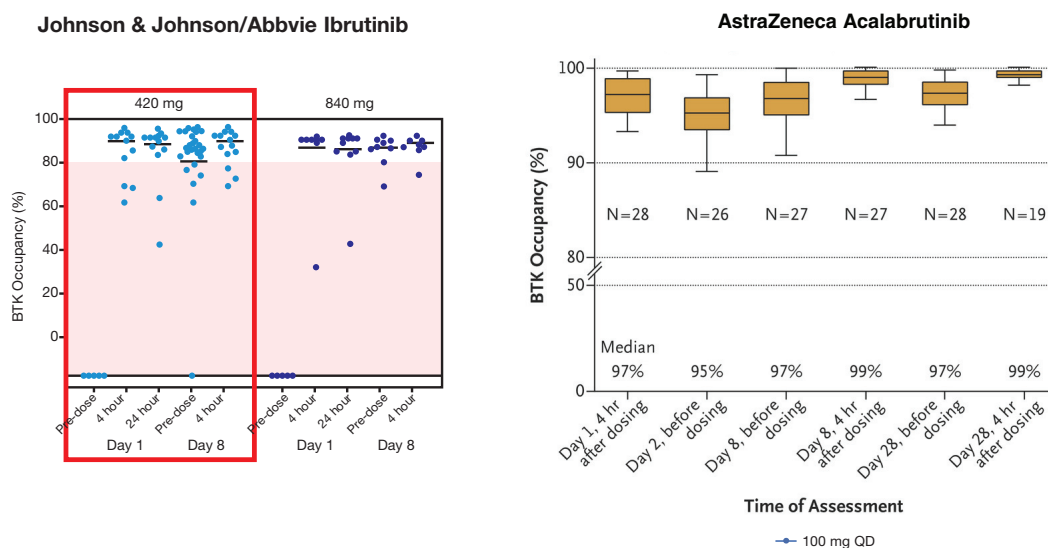 Johnson & Johnson/Abbvie Ibrutinib
420 mg
840 mg
BTK Occupancy (%)
100
80
60
40
20
0
Pre-dose
4 hour
24 hour
Pre-dose
4 hour
Pre-dose
4 hour
24 hour
Pre-dose
4 hour
Day 1
Day 8
Day 1
Day 8
AstraZeneca Acalabrutinib
BTK Occupancy (%)
100
90
80
50
0
N=28
N=26
N=27
N=27
N=28
N=19
Median
97%
95%
97%
99%
97%
99%
Day 1, 4 hr
after dosing
Day 2, before
dosing
Day 8, before
dosing
Day 8, 4 hr
after dosing
Day 28, before
dosing
Day 28, 4 hr
after dosing
Time of Assessment
100 mg QD